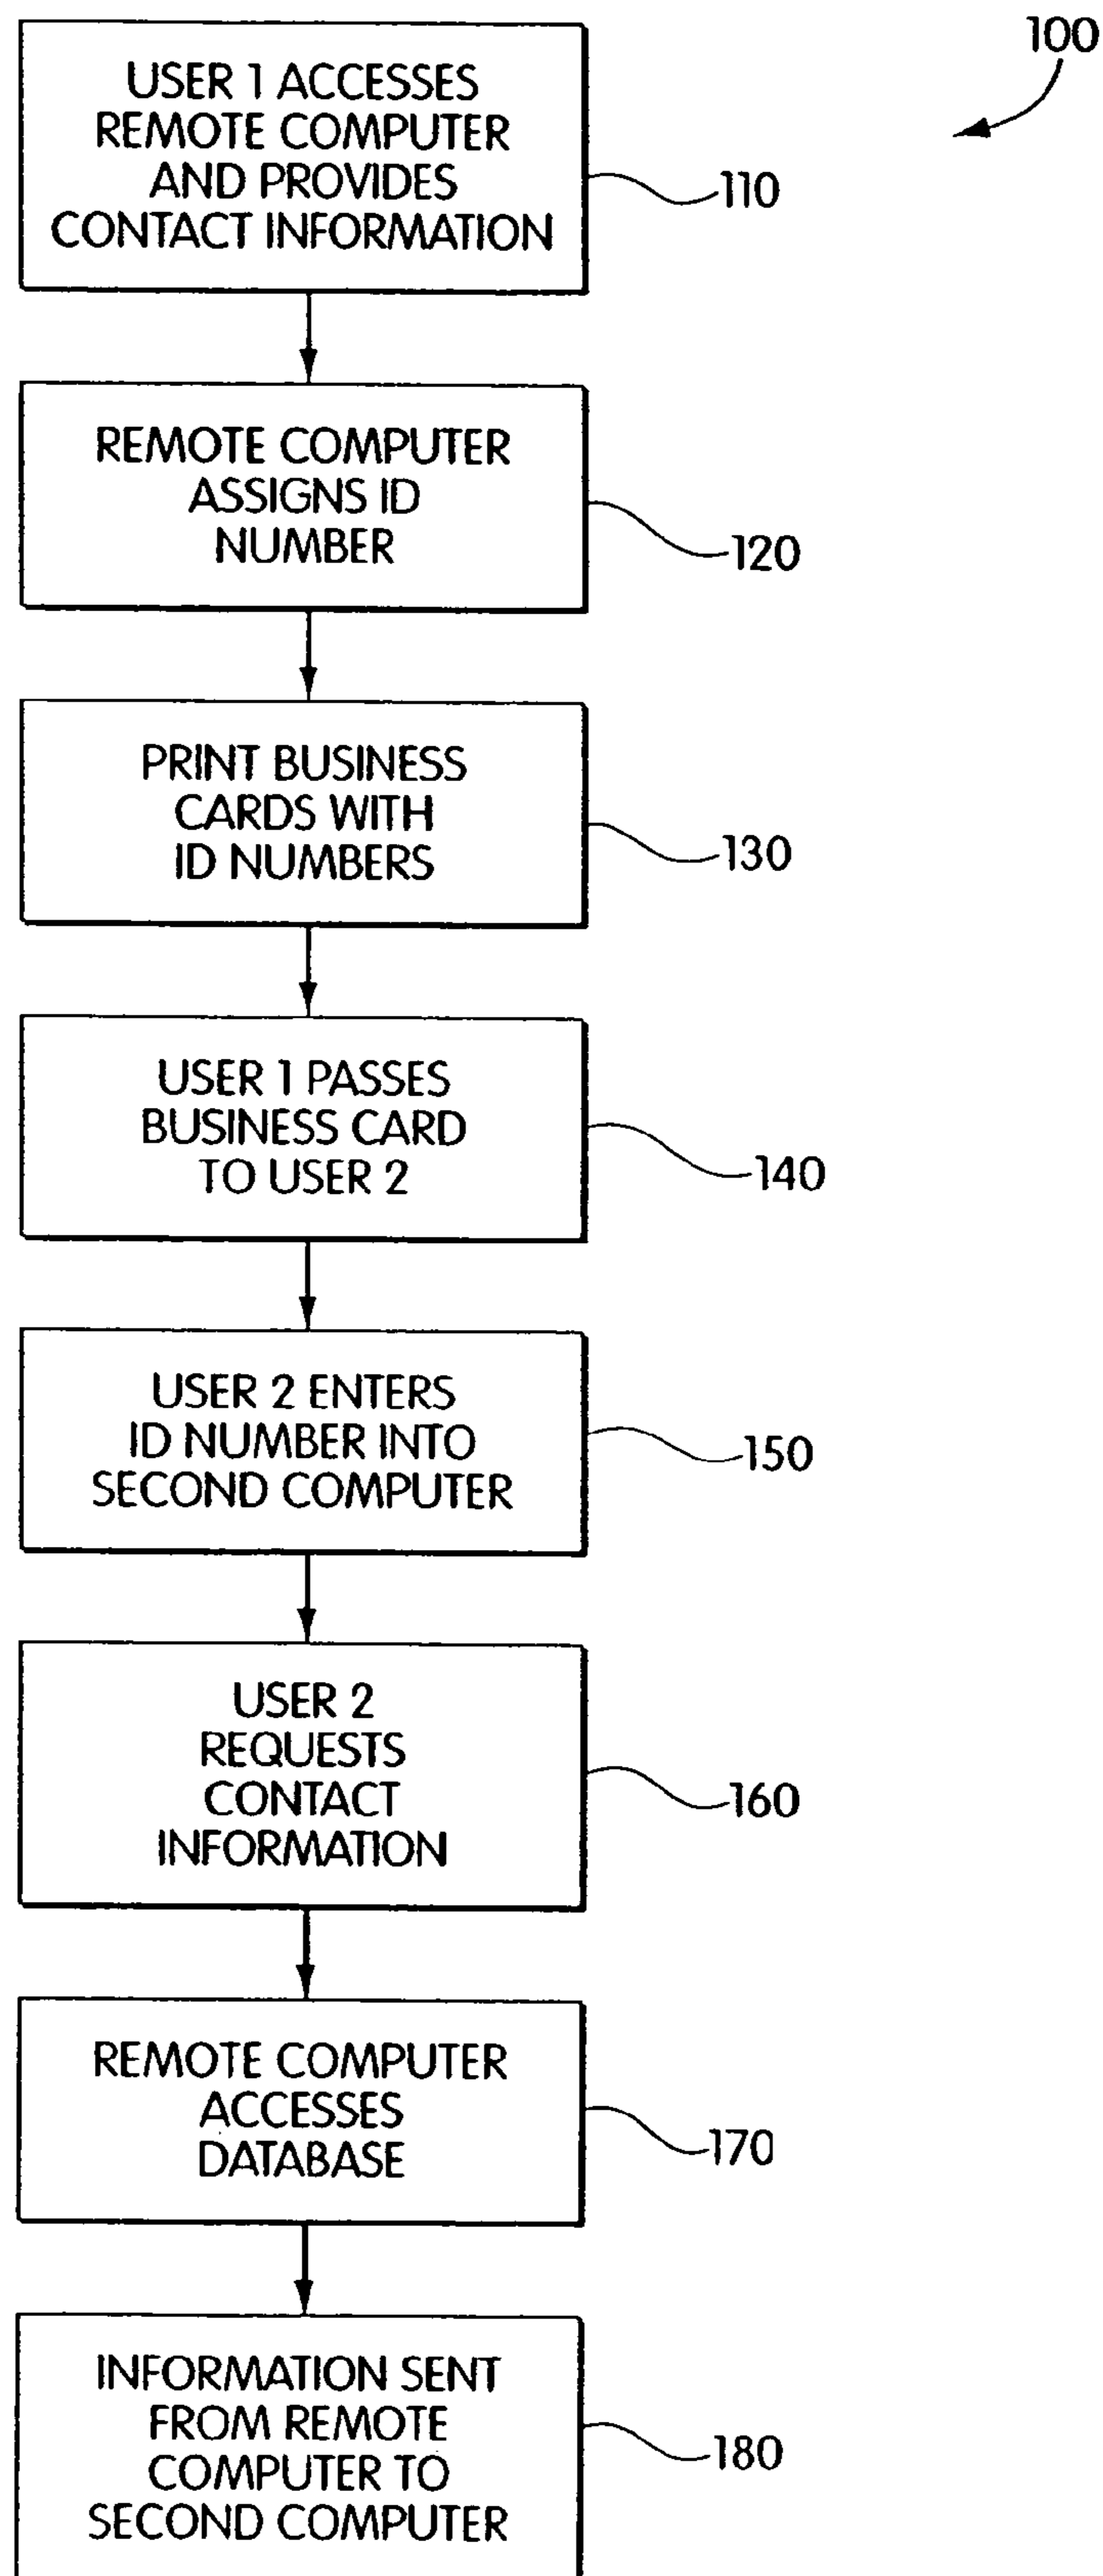 100
USER 1 ACCESSES
REMOTE COMPUTER
AND PROVIDES
CONTACT INFORMATION
110
REMOTE COMPUTER
ASSIGNS ID
NUMBER
120
PRINT BUSINESS
CARDS WITH
ID NUMBERS
130
USER 1 PASSES
BUSINESS CARD
TO USER 2
140
USER 2 ENTERS
ID NUMBER INTO
SECOND COMPUTER
150
USER 2
REQUESTS
CONTACT
INFORMATION
160
REMOTE COMPUTER
ACCESSES
DATABASE
170
INFORMATION SENT
FROM REMOTE
COMPUTER TO
SECOND COMPUTER
180